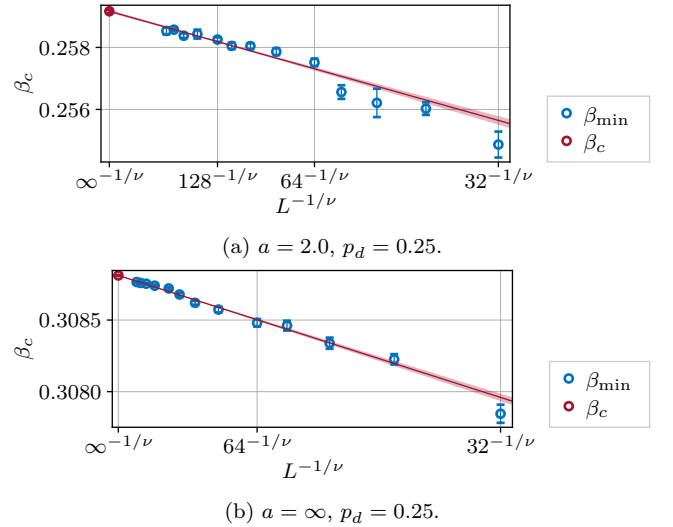 0.258
0.256
β_c
∞^{-1/ν} 128^{-1/ν} 64^{-1/ν} 32^{-1/ν}
L^{-1/ν}
β_min
β_c
(a) a = 2.0, p_d = 0.25.
0.3085
0.3080
β_c
∞^{-1/ν} 64^{-1/ν} 32^{-1/ν}
L^{-1/ν}
β_min
β_c
(b) a = ∞, p_d = 0.25.